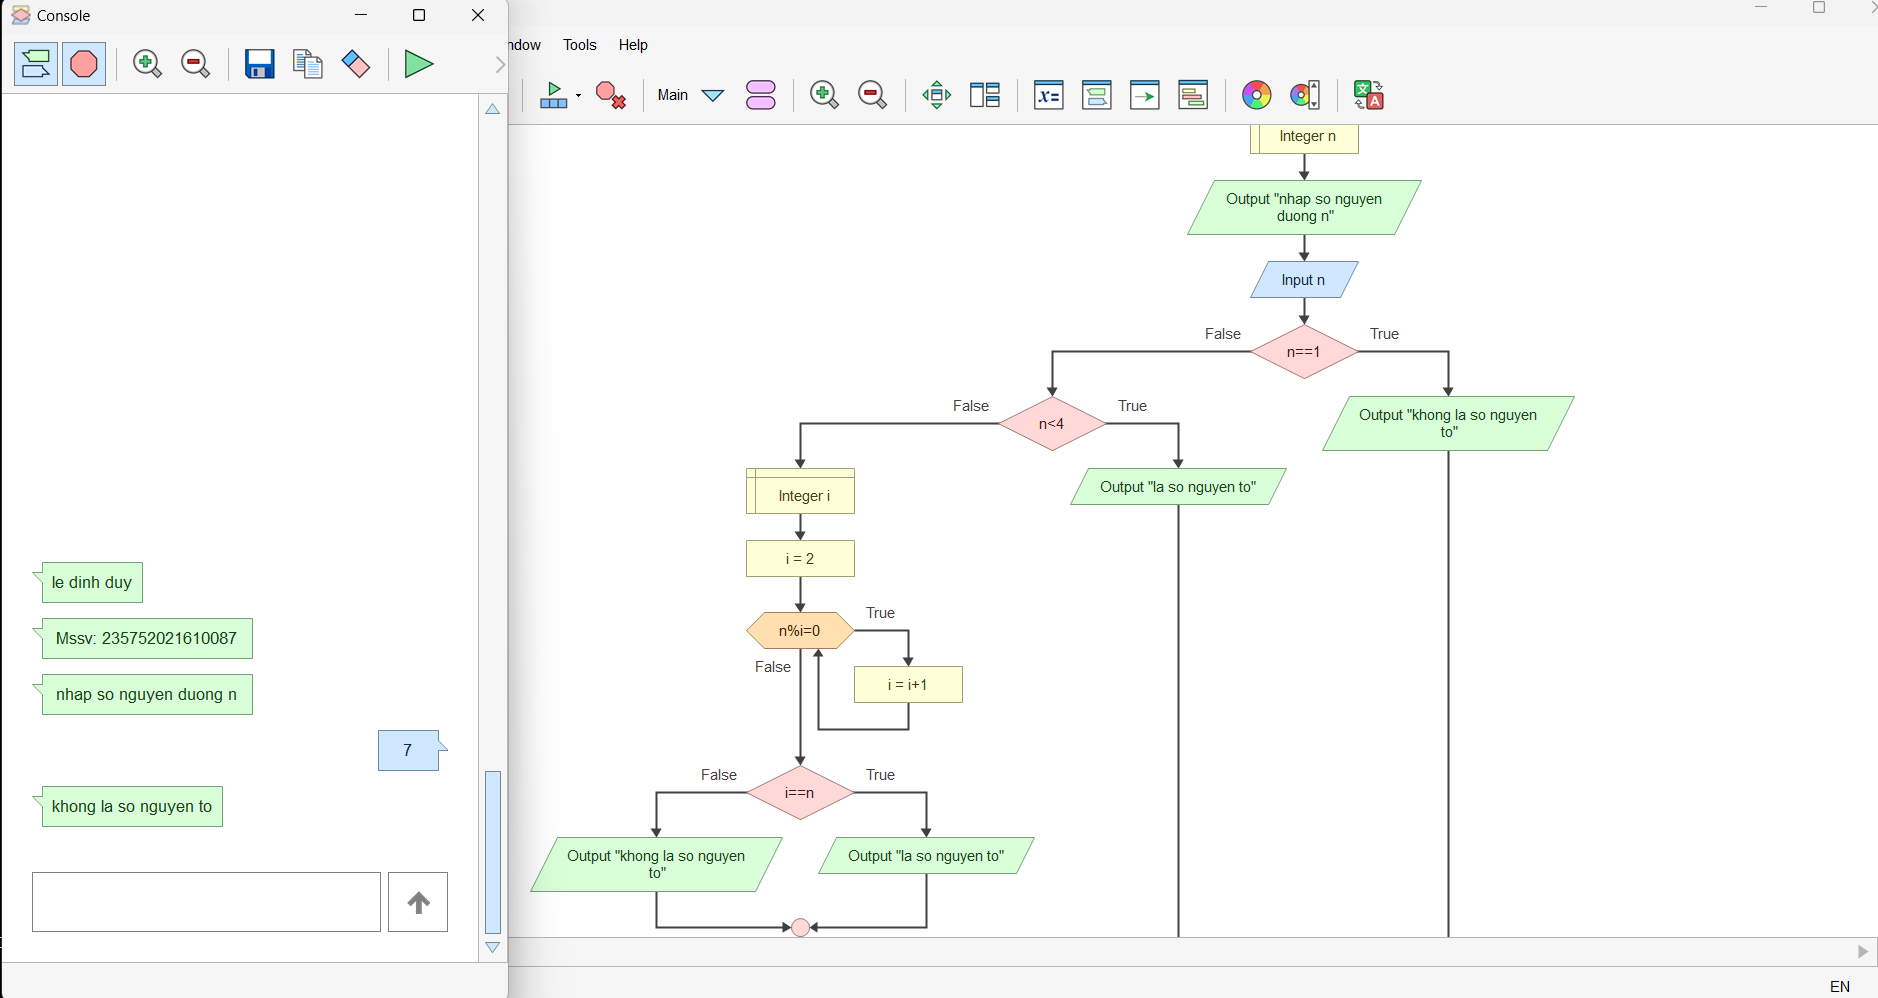 Console
ndow Tools Help
Main
x=
le dinh duy
Mssv: 235752021610087
nhap so nguyen duong n
7
khong la so nguyen to
Integer n
Output "nhap so nguyen
duong n"
Input n
False
True
n==1
False
True
n<4
Output "khong la so nguyen
to"
Integer i
Output "la so nguyen to"
i = 2
n%i=0
True
False
i = i+1
False
True
i==n
Output "khong la so nguyen
to"
Output "la so nguyen to"
EN